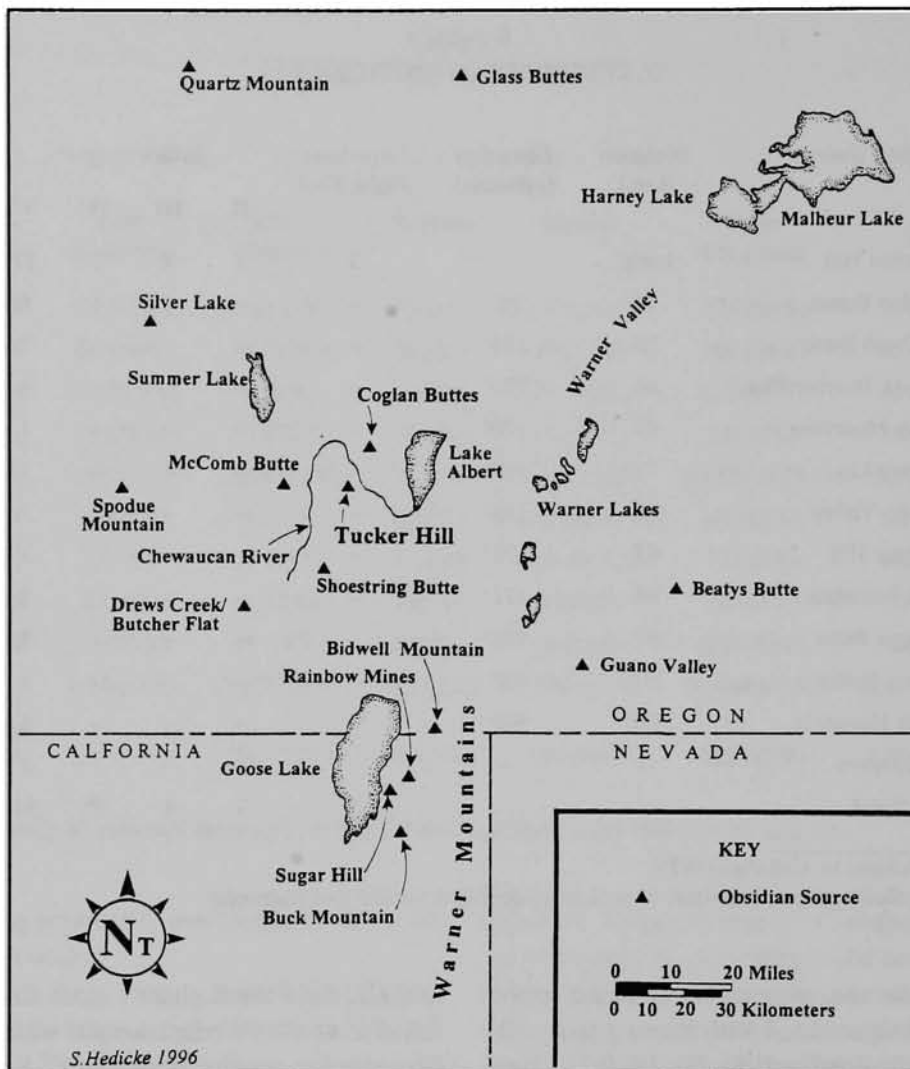 Quartz Mountain
Glass Buttes
Harney Lake
Malheur Lake
Silver Lake
Warner Valley
Summer Lake
Coglan Buttes
Lake
Albert
McComb Butte
Spodue
Mountain
Warner Lakes
Tucker Hill
Chewaucan River
Shoestring Butte
Beatys Butte
Drews Creek/
Butcher Flat
Bidwell Mountain
Rainbow Mines
Guano Valley
OREGON
CALFORNIA
NEVADA
Goose Lake
Warner Mountains
Sugar Hill
Buck Mountain
KEY
Obsidian Source
NT
0 10 20 Miles
0 10 20 30 Kilometers
S.Hedicke 1996